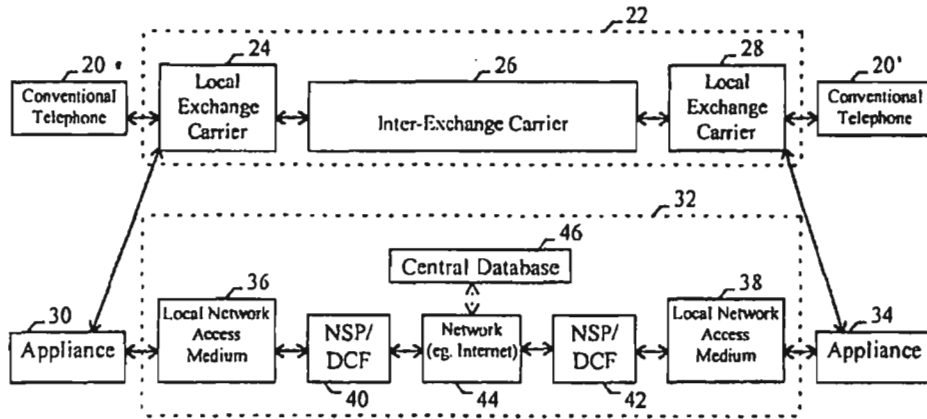 22
24
26
28
20
20'
Conventional
Telephone
Local
Exchange
Carrier
Inter-Exchange Carrier
Local
Exchange
Carrier
Conventional
Telephone
32
46
Central Database
36
38
30
34
Appliance
Local Network
Access
Medium
NSP/
DCF
Network
(eg. Internet)
NSP/
DCF
Local Network
Access
Medium
Appliance
40
44
42